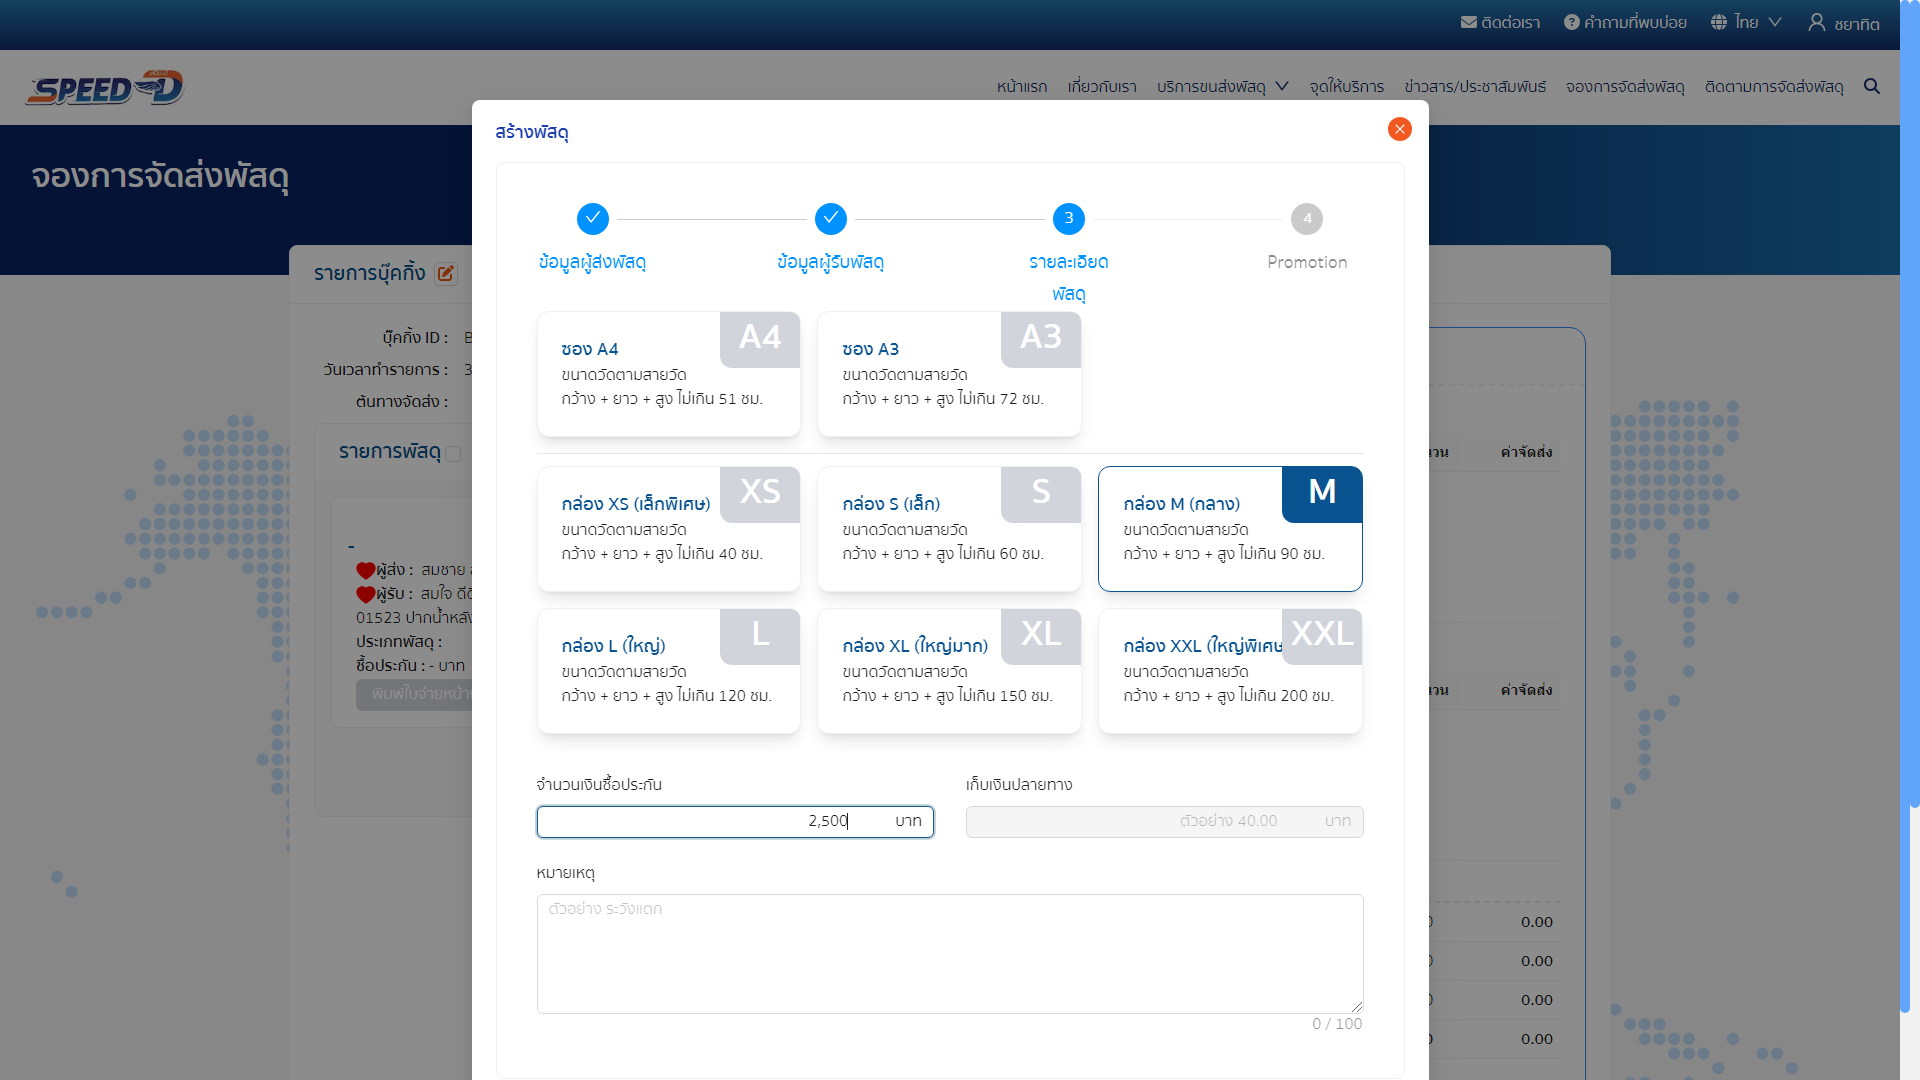 ติดต่อเรา
คำถามที่พบบ่อย
ไทย
ชยาทิต
SPEED D
หน้าแรก
เกี่ยวกับเรา
บริการขนส่งพัสดุ
จุดให้บริการ
ข่าวสาร/ประชาสัมพันธ์
จองการจัดส่งพัสดุ
ติดตามการจัดส่งพัสดุ
จองการจัดส่งพัสดุ
รายการบุ๊คกิ้ง
บุ๊คกิ้ง ID :
วันเวลาทำรายการ : 3
ต้นทางจัดส่ง :
รายการพัสดุ
-
ผู้ส่ง : สมชาย
ผู้รับ : สมใจ
01523 ปากน้ำหลัง
ประเภทพัสดุ :
ซื้อประกัน : - บาท
พิมพ์ใบจ่ายหน้า
สร้างพัสดุ
ข้อมูลผู้ส่งพัสดุ
ข้อมูลผู้รับพัสดุ
3
รายละเอียด
พัสดุ
4
Promotion
ซอง A4
A4
ขนาดวัดตามสายวัด
กว้าง + ยาว + สูง ไม่เกิน 51 ซม.
ซอง A3
A3
ขนาดวัดตามสายวัด
กว้าง + ยาว + สูง ไม่เกิน 72 ซม.
กล่อง XS (เล็กพิเศษ)
XS
ขนาดวัดตามสายวัด
กว้าง + ยาว + สูง ไม่เกิน 40 ซม.
กล่อง S (เล็ก)
S
ขนาดวัดตามสายวัด
กว้าง + ยาว + สูง ไม่เกิน 60 ซม.
กล่อง M (กลาง)
M
ขนาดวัดตามสายวัด
กว้าง + ยาว + สูง ไม่เกิน 90 ซม.
กล่อง L (ใหญ่)
L
ขนาดวัดตามสายวัด
กว้าง + ยาว + สูง ไม่เกิน 120 ซม.
กล่อง XL (ใหญ่มาก)
XL
ขนาดวัดตามสายวัด
กว้าง + ยาว + สูง ไม่เกิน 150 ซม.
กล่อง XXL (ใหญ่พิเศษ
XXL
ขนาดวัดตามสายวัด
กว้าง + ยาว + สูง ไม่เกิน 200 ซม.
จำนวนเงินซื้อประกัน
2,500 บาท
เก็บเงินปลายทาง
ตัวอย่าง 40.00 บาท
หมายเหตุ
ตัวอย่าง ระวังแตก
0 / 100
ค่าจัดส่ง
ค่าจัดส่ง
0.00
0.00
0.00
0.00